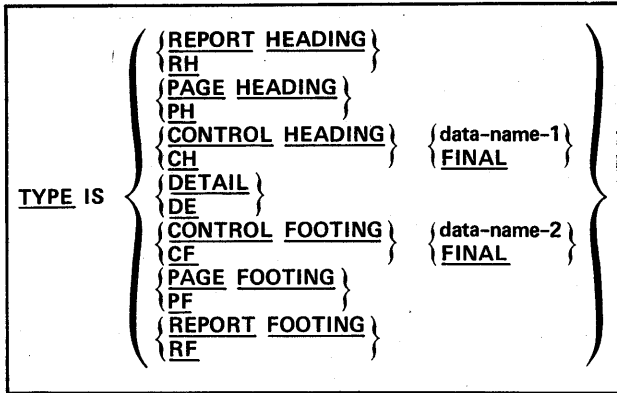 REPORT HEADING
RH
PAGE HEADING
PH
CONTROL HEADING data-name-1
CH FINAL
TYPE IS DETAIL
DE
CONTROL FOOTING data-name-2
CF FINAL
PAGE FOOTING
PF
REPORT FOOTING
RF